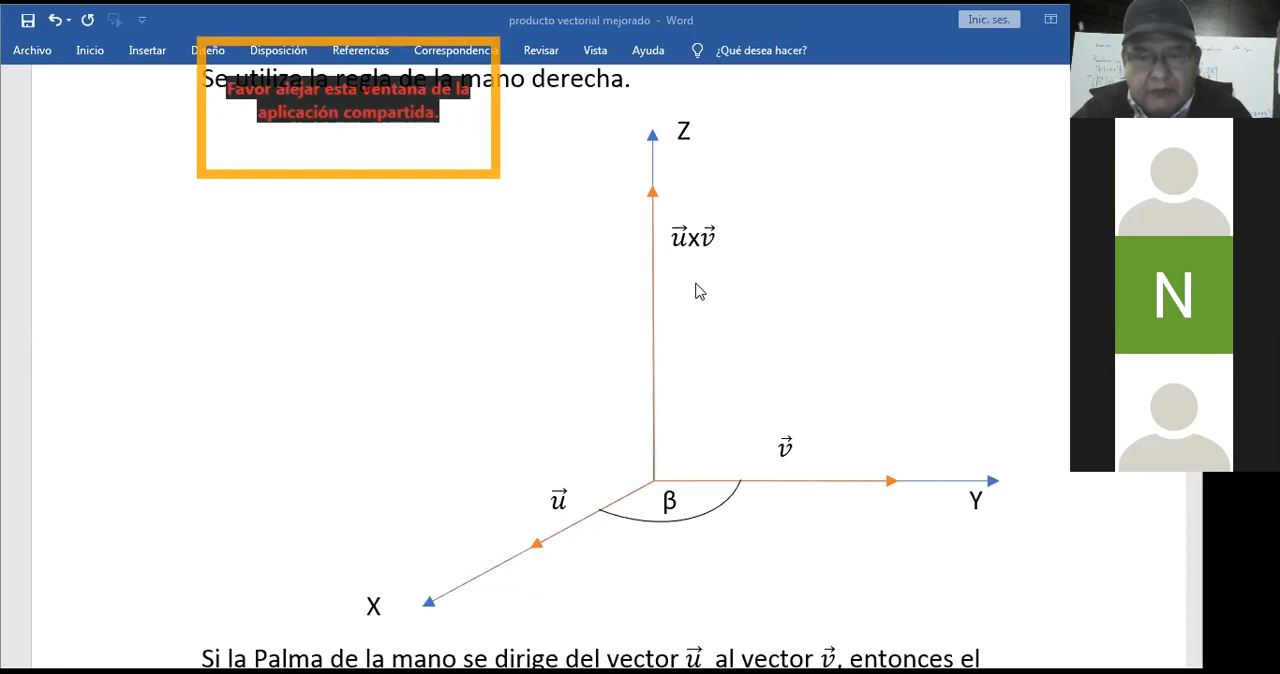 producto vectorial mejorado - Word
Inic. ses.
Archivo Inicio Insertar Diseño Disposición Referencias Correspondencia Revisar Vista Ayuda ¿Qué desea hacer?
Se utiliza la regla de la mano derecha.
Favor alejar esta ventana de la
aplicación compartida.
Z
u⃗xv⃗
N
v⃗
u⃗
β
Y
X
Si la Palma de la mano se dirige del vector u⃗ al vector v⃗, entonces el